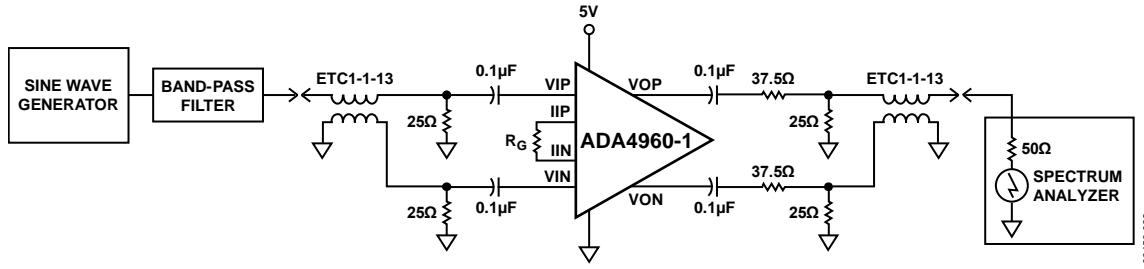 5V
SINE WAVE
GENERATOR
BAND-PASS
FILTER
ETC1-1-13
0.1µF
25Ω
25Ω
0.1µF
VIP
IIP
RG
IIN
VIN
ADA4960-1
VOP
VON
0.1µF
37.5Ω
25Ω
37.5Ω
0.1µF
25Ω
ETC1-1-13
50Ω
SPECTRUM
ANALYZER